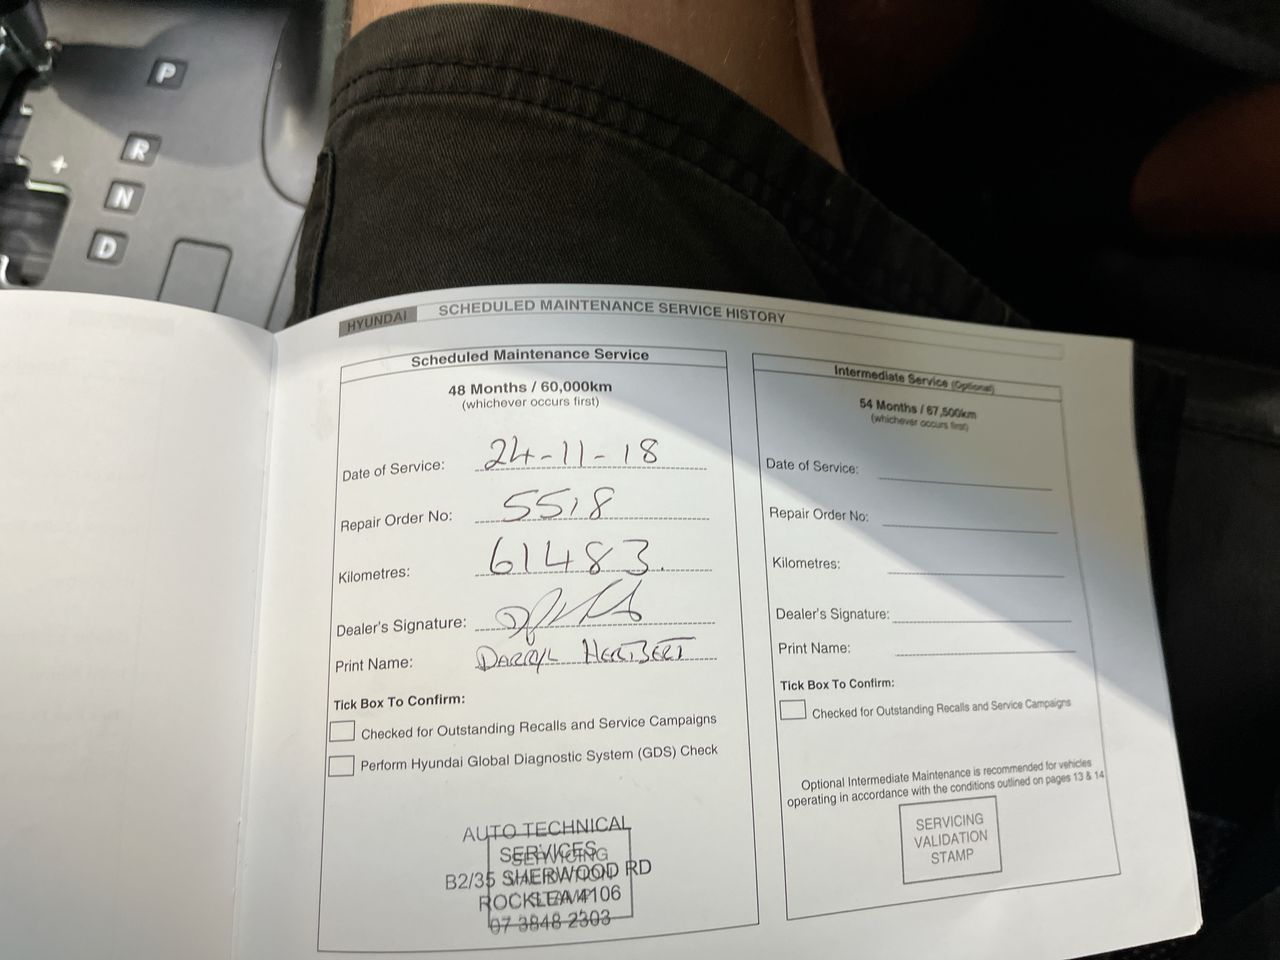 P
R
+
N
D
HYUNDAI
SCHEDULED MAINTENANCE SERVICE HISTORY
Scheduled Maintenance Service
48 Months / 60,000km
(whichever occurs first)
Date of Service: 24-11-18
Repair Order No: 5518
Kilometres: 61483.
Dealer's Signature:
Print Name: DARRYL HERBERT
Tick Box To Confirm:
Checked for Outstanding Recalls and Service Campaigns
Perform Hyundai Global Diagnostic System (GDS) Check
AUTO TECHNICAL
SERVICES
B2/35 SHERWOOD RD
ROCKLEA 4106
07 3848 2303
Intermediate Service (Optional)
54 Months / 67,500km
(whichever occurs first)
Date of Service:
Repair Order No:
Kilometres:
Dealer's Signature:
Print Name:
Tick Box To Confirm:
Checked for Outstanding Recalls and Service Campaigns
Optional Intermediate Maintenance is recommended for vehicles
operating in accordance with the conditions outlined on pages 13 & 14
SERVICING
VALIDATION
STAMP